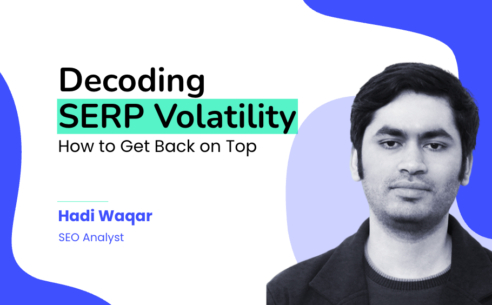 Decoding
SERP Volatility
How to Get Back on Top
Hadi Waqar
SEO Analyst